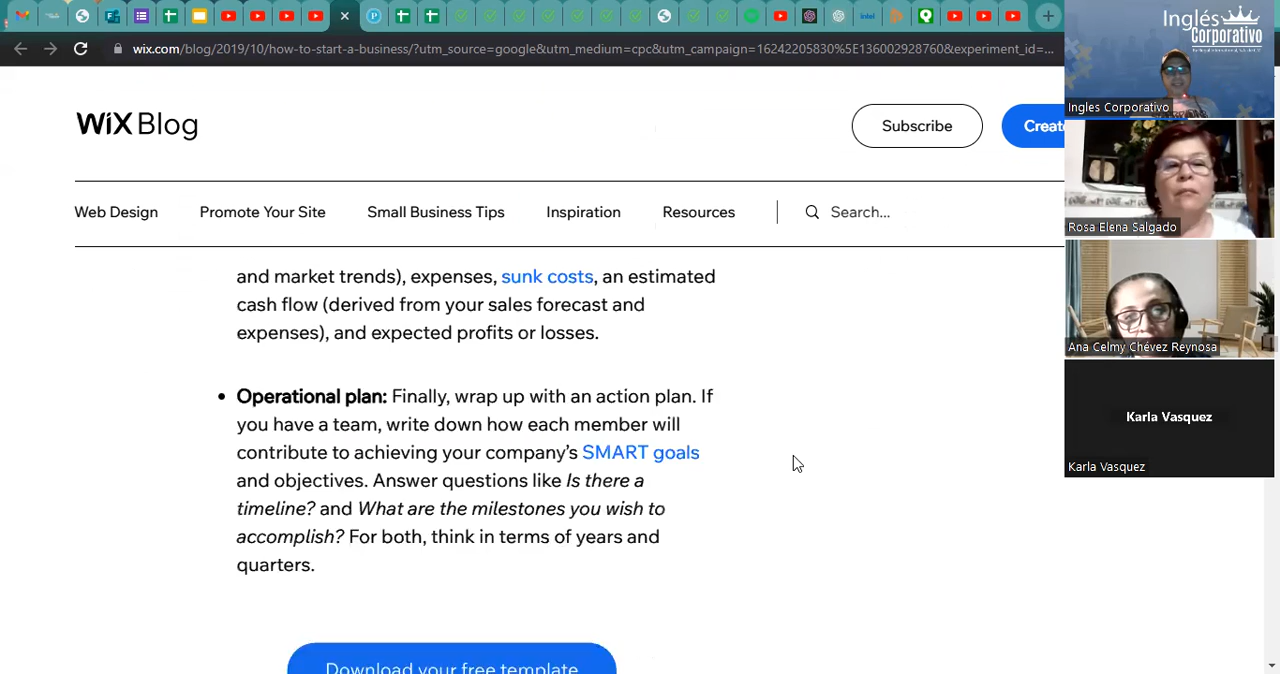 wix.com/blog/2019/10/how-to-start-a-business/?utm_source=google&utm_medium=cpc&utm_campaign=16242205830%5E1360029287​60&experiment_id=...
Inglés
Corporativo
Ingles Corporativo
WiX Blog
Subscribe
Create
Rosa Elena Salgado
Web Design
Promote Your Site
Small Business Tips
Inspiration
Resources
Search...
and market trends), expenses, sunk costs, an estimated
cash flow (derived from your sales forecast and
expenses), and expected profits or losses.
Ana Celmy Chévez Reynosa
• Operational plan: Finally, wrap up with an action plan. If
you have a team, write down how each member will
contribute to achieving your company’s SMART goals
and objectives. Answer questions like Is there a
timeline? and What are the milestones you wish to
accomplish? For both, think in terms of years and
quarters.
Karla Vasquez
Karla Vasquez
Download your free template